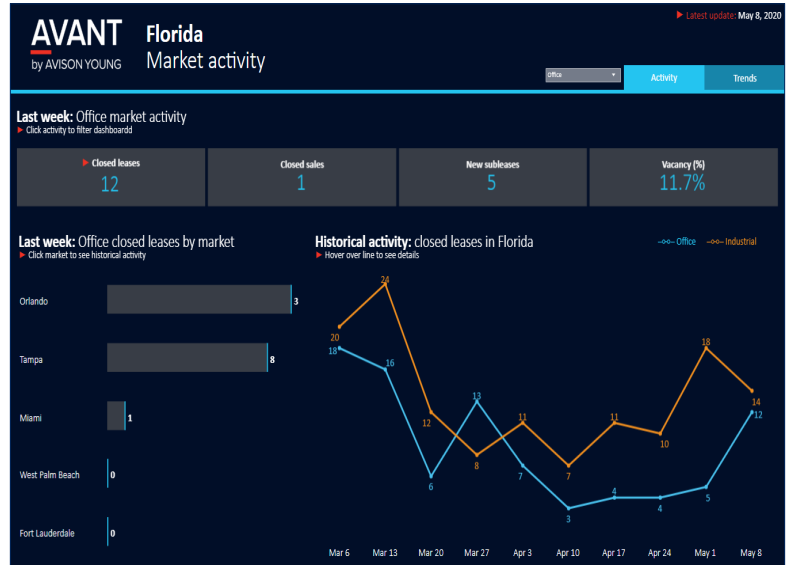 Latest update: May 8, 2020
AVANT
by AVISON YOUNG
Florida
Market activity
Office
Activity
Trends
Last week: Office market activity
Click activity to filter dashboardd
Closed leases
12
Closed sales
1
New subleases
5
Vacancy (%)
11.7%
Last week: Office closed leases by market
Click market to see historical activity
Orlando 3
Tampa 8
Miami 1
West Palm Beach 0
Fort Lauderdale 0
Historical activity: closed leases in Florida
Hover over line to see details
Office Industrial
24
20
18
16
18
13
14
12
12
11
11
10
8
7
7
6
5
4
4
3
Mar 6 Mar 13 Mar 20 Mar 27 Apr 3 Apr 10 Apr 17 Apr 24 May 1 May 8